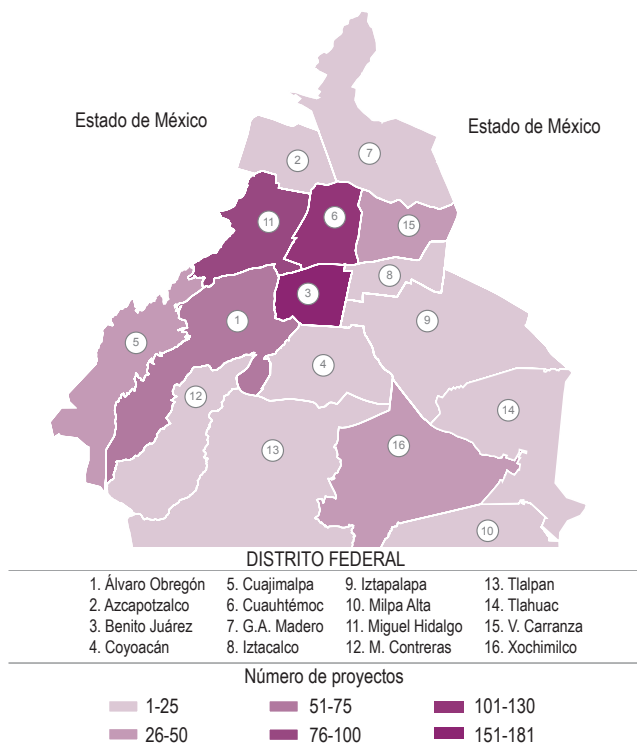 Estado de México
Estado de México
7
2
6
11
15
8
3
1
9
5
4
12
14
16
13
10
DISTRITO FEDERAL
1. Álvaro Obregón 5. Cuajimalpa 9. Iztapalapa 13. Tlalpan
2. Azcapotzalco 6. Cuauhtémoc 10. Milpa Alta 14. Tlahuac
3. Benito Juárez 7. G.A. Madero 11. Miguel Hidalgo 15. V. Carranza
4. Coyoacán 8. Iztacalco 12. M. Contreras 16. Xochimilco
Número de proyectos
1-25 51-75 101-130
26-50 76-100 151-181